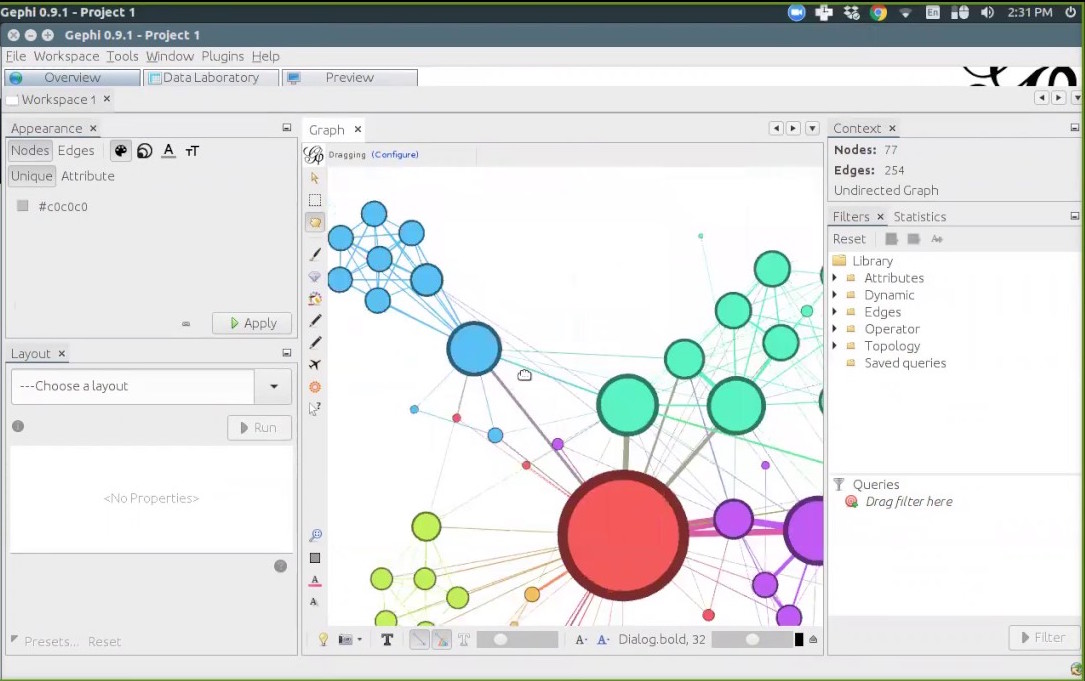 Gephi 0.9.1 - Project 1
En
2:31 PM
Gephi 0.9.1 - Project 1
File Workspace Tools Window Plugins Help
Overview Data Laboratory Preview
Workspace 1
Appearance
Nodes Edges
Unique Attribute
#c0c0c0
Apply
Layout
---Choose a layout
Run
<No Properties>
Presets... Reset
Graph
Dragging (Configure)
Dialog.bold, 32
Context
Nodes: 77
Edges: 254
Undirected Graph
Filters Statistics
Reset
Library
Attributes
Dynamic
Edges
Operator
Topology
Saved queries
Queries
Drag filter here
Filter